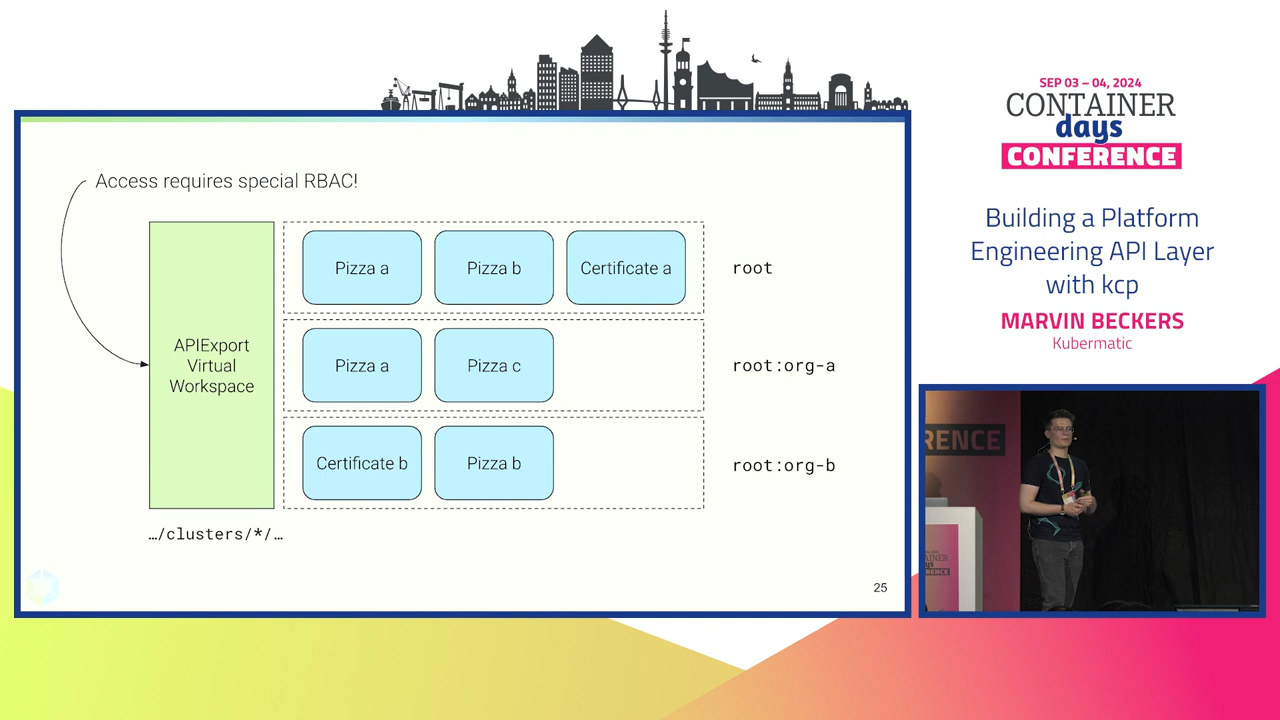 SEP 03 – 04, 2024
CONTAINER
days
CONFERENCE
Building a Platform
Engineering API Layer
with kcp
MARVIN BECKERS
Kubermatic
Access requires special RBAC!
APIExport
Virtual
Workspace
Pizza a
Pizza b
Certificate a
root
Pizza a
Pizza c
root:org-a
Certificate b
Pizza b
root:org-b
…/clusters/*/…
25
RENCE